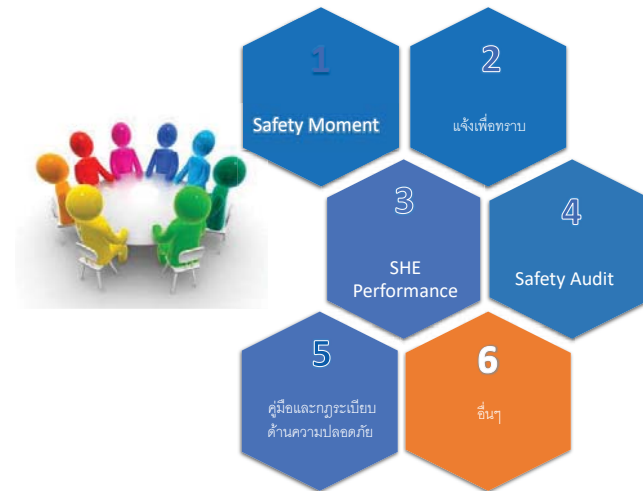 1
Safety Moment
2
แจ้งเพื่อทราบ
3
SHE
Performance
4
Safety Audit
5
คู่มือและกฎระเบียบ
ด้านความปลอดภัย
6
อื่นๆ